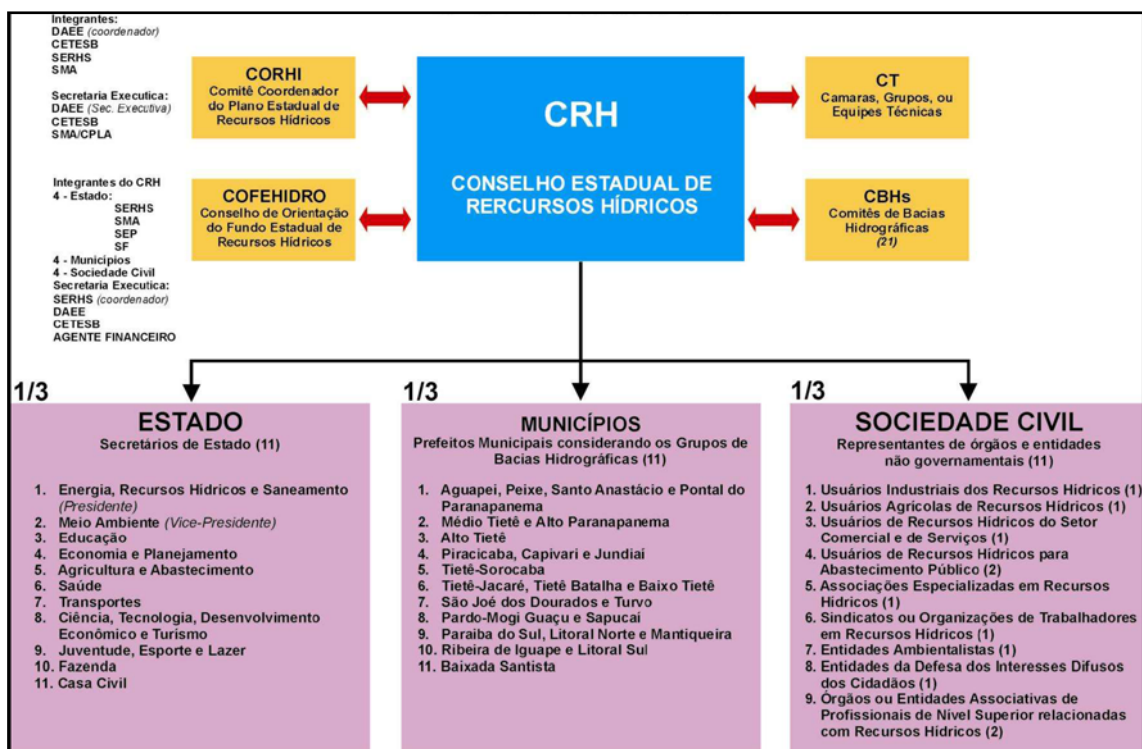 Integrantes:
DAEE (coordenador)
CETESB
SERHS
SMA
Secretaria Executica:
DAEE (Sec. Executiva)
CETESB
SMA/CPLA
CORHI
Comitê Coordenador
do Plano Estadual de
Recursos Hídricos
CRH
CONSELHO ESTADUAL DE
RERCURSOS HÍDRICOS
CT
Camaras, Grupos, ou
Equipes Técnicas
Integrantes do CRH
4 - Estado:
SERHS
SMA
SEP
SF
4 - Municípios
4 - Sociedade Civil
Secretaria Executica:
SERHS (coordenador)
DAEE
CETESB
AGENTE FINANCEIRO
COFEHIDRO
Conselho de Orientação
do Fundo Estadual de
Recursos Hídricos
CBHs
Comitês de Bacias
Hidrográficas
(21)
1/3
ESTADO
Secretários de Estado (11)
1. Energia, Recursos Hídricos e Saneamento
(Presidente)
2. Meio Ambiente (Vice-Presidente)
3. Educação
4. Economia e Planejamento
5. Agricultura e Abastecimento
6. Saúde
7. Transportes
8. Ciência, Tecnologia, Desenvolvimento
Econômico e Turismo
9. Juventude, Esporte e Lazer
10. Fazenda
11. Casa Civil
1/3
MUNICÍPIOS
Prefeitos Municipais considerando os Grupos de
Bacias Hidrográficas (11)
1. Aguapei, Peixe, Santo Anastácio e Pontal do
Paranapanema
2. Médio Tietê e Alto Paranapanema
3. Alto Tietê
4. Piracicaba, Capivari e Jundiaí
5. Tietê-Sorocaba
6. Tietê-Jacaré, Tietê Batalha e Baixo Tietê
7. São Joé dos Dourados e Turvo
8. Pardo-Mogi Guaçu e Sapucaí
9. Paraiba do Sul, Litoral Norte e Mantiqueira
10. Ribeira de Iguape e Litoral Sul
11. Baixada Santista
1/3
SOCIEDADE CIVIL
Representantes de órgãos e entidades
não governamentais (11)
1. Usuários Industriais dos Recursos Hídricos (1)
2. Usuários Agrícolas de Recursos Hídricos (1)
3. Usuários de Recursos Hídricos do Setor
Comercial e de Serviços (1)
4. Usuários de Recursos Hídricos para
Abastecimento Público (2)
5. Associações Especializadas em Recursos
Hídricos (1)
6. Sindicatos ou Organizações de Trabalhadores
em Recursos Hídricos (1)
7. Entidades Ambientalistas (1)
8. Entidades da Defesa dos Interesses Difusos
dos Cidadãos (1)
9. Órgãos ou Entidades Associativas de
Profissionais de Nível Superior relacionadas
com Recursos Hídricos (2)